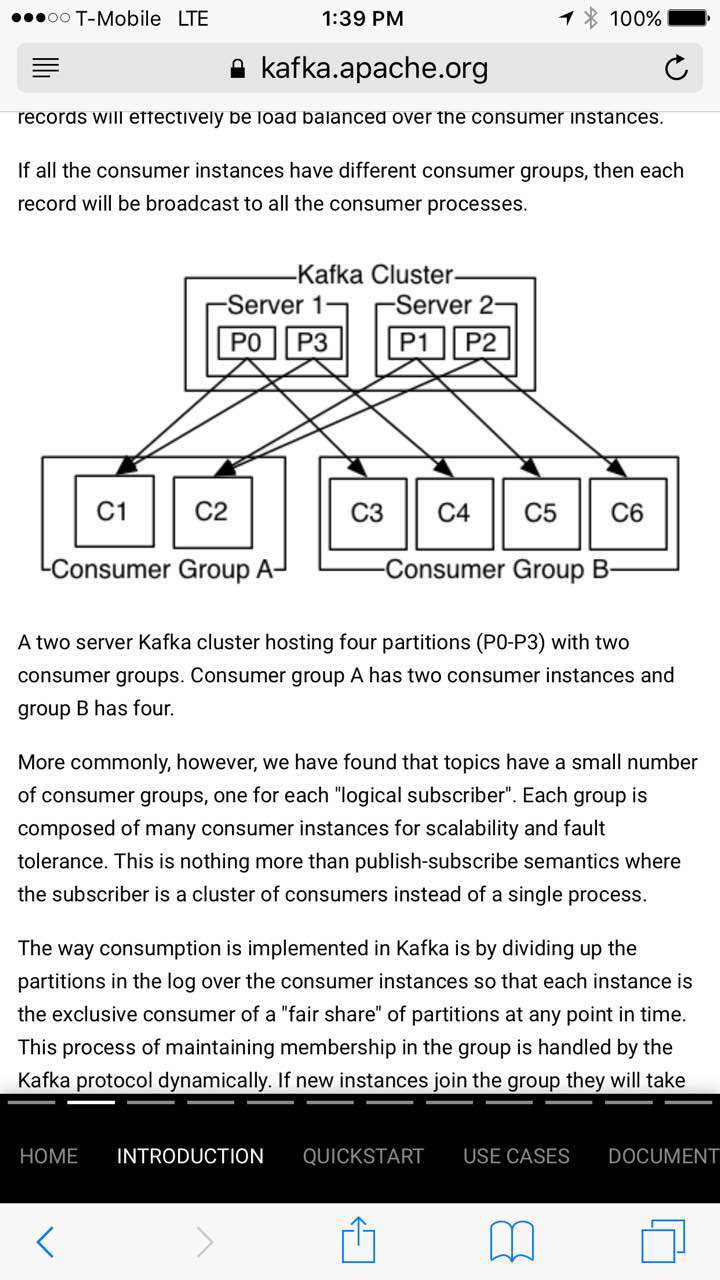 T-Mobile LTE 1:39 PM 100%
kafka.apache.org
records will effectively be load balanced over the consumer instances.
If all the consumer instances have different consumer groups, then each
record will be broadcast to all the consumer processes.
Kafka Cluster
Server 1 Server 2
P0 P3 P1 P2
C1 C2 C3 C4 C5 C6
Consumer Group A Consumer Group B
A two server Kafka cluster hosting four partitions (P0-P3) with two
consumer groups. Consumer group A has two consumer instances and
group B has four.
More commonly, however, we have found that topics have a small number
of consumer groups, one for each "logical subscriber". Each group is
composed of many consumer instances for scalability and fault
tolerance. This is nothing more than publish-subscribe semantics where
the subscriber is a cluster of consumers instead of a single process.
The way consumption is implemented in Kafka is by dividing up the
partitions in the log over the consumer instances so that each instance is
the exclusive consumer of a "fair share" of partitions at any point in time.
This process of maintaining membership in the group is handled by the
Kafka protocol dynamically. If new instances join the group they will take
HOME INTRODUCTION QUICKSTART USE CASES DOCUMENT